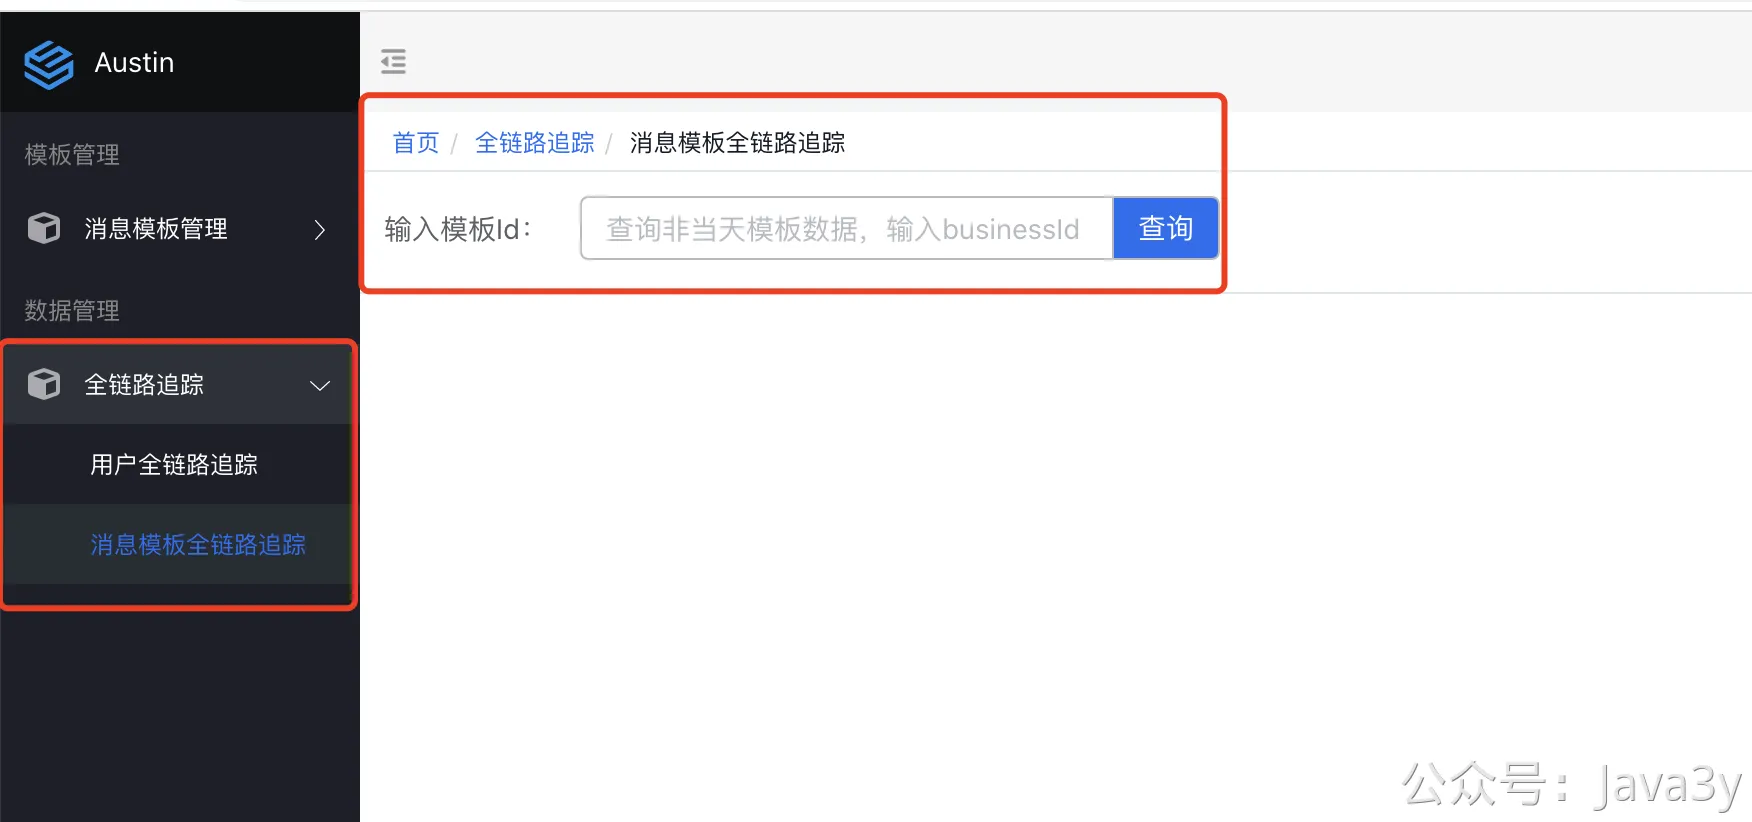 Austin
模板管理
消息模板管理
数据管理
全链路追踪
用户全链路追踪
消息模板全链路追踪
首页 / 全链路追踪 / 消息模板全链路追踪
输入模板Id： 查询非当天模板数据，输入businessId 查询
公众号：Java3y